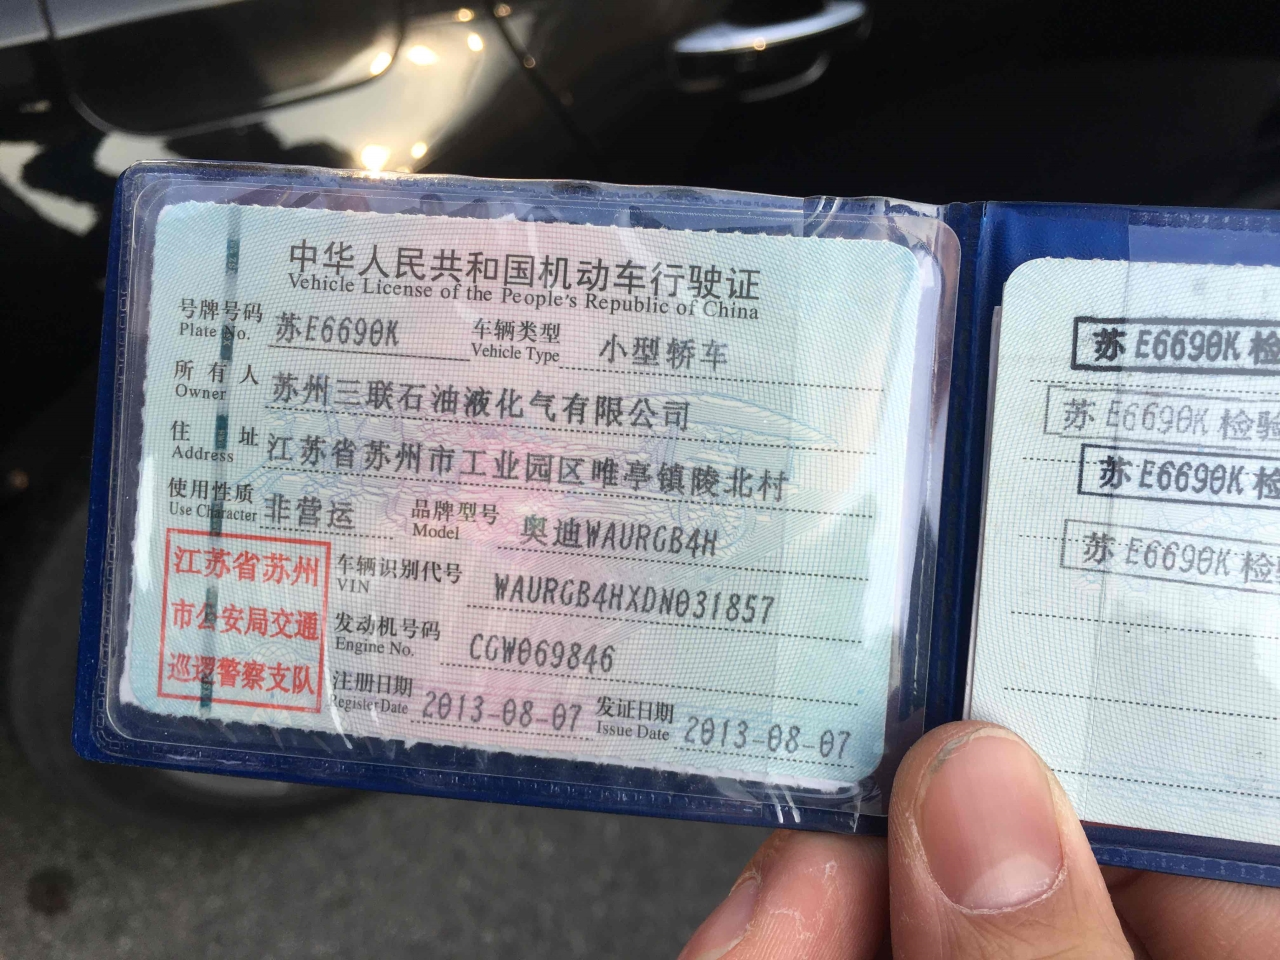 中华人民共和国机动车行驶证
Vehicle License of the People's Republic of China
号牌号码 苏E6690K 车辆类型 小型轿车
Plate No. Vehicle Type
所有人 苏州三联石油液化气有限公司
Owner
住址 江苏省苏州市工业园区唯亭镇陵北村
Address
使用性质 非营运 品牌型号 奥迪WAURGB4H
Use Character Model
江苏省苏州
市公安局交通
巡逻警察支队
车辆识别代号 WAURGB4HXDN031857
VIN
发动机号码 CGW069846
Engine No.
注册日期 2013-08-07 发证日期 2013-08-07
Register Date Issue Date
苏E6690K 检
苏E6690K 检验
苏E6690K 检
苏E6690K 检